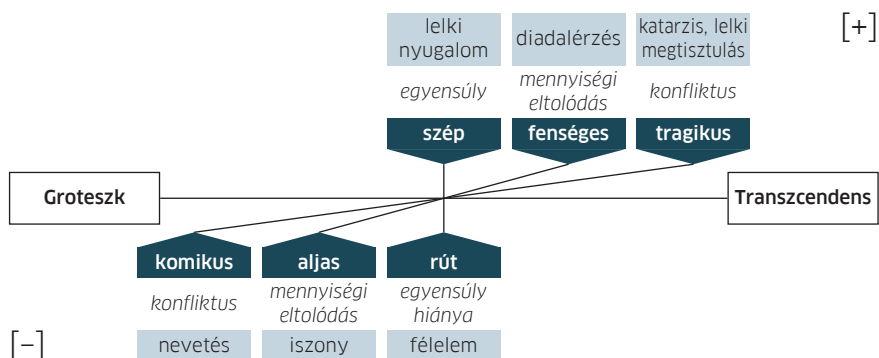 lelki
nyugalom
diadalérzés
katarzis, lelki
megtisztulás
[+]
egyensúly
mennyiségi
eltolódás
konfliktus
szép
fenséges
tragikus
Groteszk
Transzcendens
komikus
aljas
rút
konfliktus
mennyiségi
eltolódás
egyensúly
hiánya
[–]
nevetés
iszony
félelem